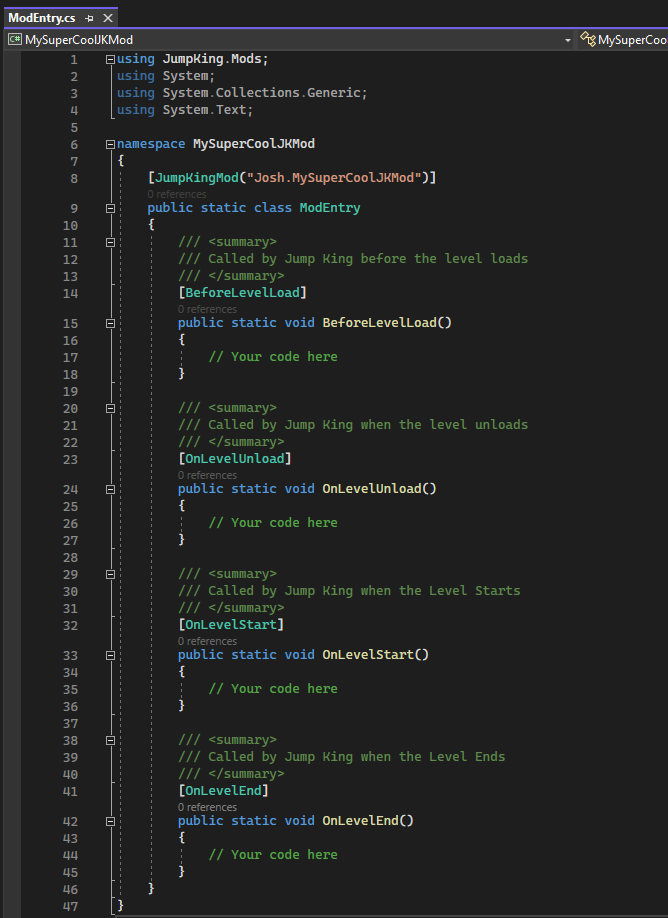 ModEntry.cs
C# MySuperCoolJKMod MySuperCoo
1 using JumpKing.Mods;
2 using System;
3 using System.Collections.Generic;
4 using System.Text;
5
6 namespace MySuperCoolJKMod
7 {
8 [JumpKingMod("Josh.MySuperCoolJKMod")]
0 references
9 public static class ModEntry
10 {
11 /// <summary>
12 /// Called by Jump King before the level loads
13 /// </summary>
14 [BeforeLevelLoad]
0 references
15 public static void BeforeLevelLoad()
16 {
17 // Your code here
18 }
19
20 /// <summary>
21 /// Called by Jump King when the level unloads
22 /// </summary>
23 [OnLevelUnload]
0 references
24 public static void OnLevelUnload()
25 {
26 // Your code here
27 }
28
29 /// <summary>
30 /// Called by Jump King when the Level Starts
31 /// </summary>
32 [OnLevelStart]
0 references
33 public static void OnLevelStart()
34 {
35 // Your code here
36 }
37
38 /// <summary>
39 /// Called by Jump King when the Level Ends
40 /// </summary>
41 [OnLevelEnd]
0 references
42 public static void OnLevelEnd()
43 {
44 // Your code here
45 }
46 }
47 }